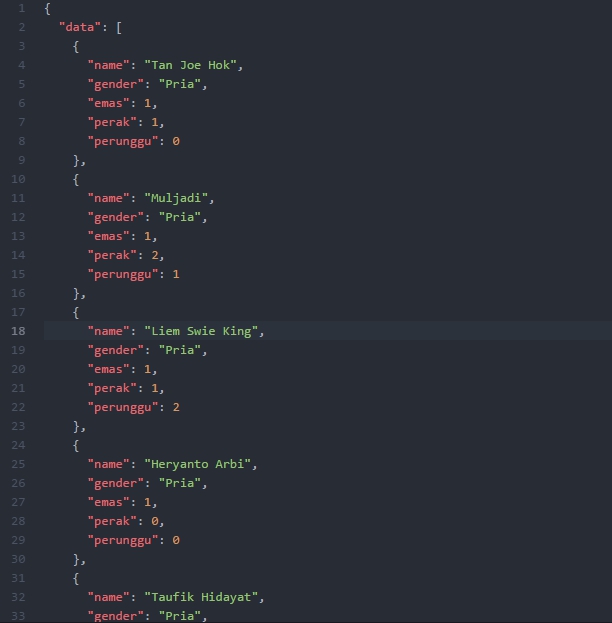 1 {
2 "data": [
3 {
4 "name": "Tan Joe Hok",
5 "gender": "Pria",
6 "emas": 1,
7 "perak": 1,
8 "perunggu": 0
9 },
10 {
11 "name": "Muljadi",
12 "gender": "Pria",
13 "emas": 1,
14 "perak": 2,
15 "perunggu": 1
16 },
17 {
18 "name": "Liem Swie King",
19 "gender": "Pria",
20 "emas": 1,
21 "perak": 1,
22 "perunggu": 2
23 },
24 {
25 "name": "Heryanto Arbi",
26 "gender": "Pria",
27 "emas": 1,
28 "perak": 0,
29 "perunggu": 0
30 },
31 {
32 "name": "Taufik Hidayat",
33 "gender": "Pria",